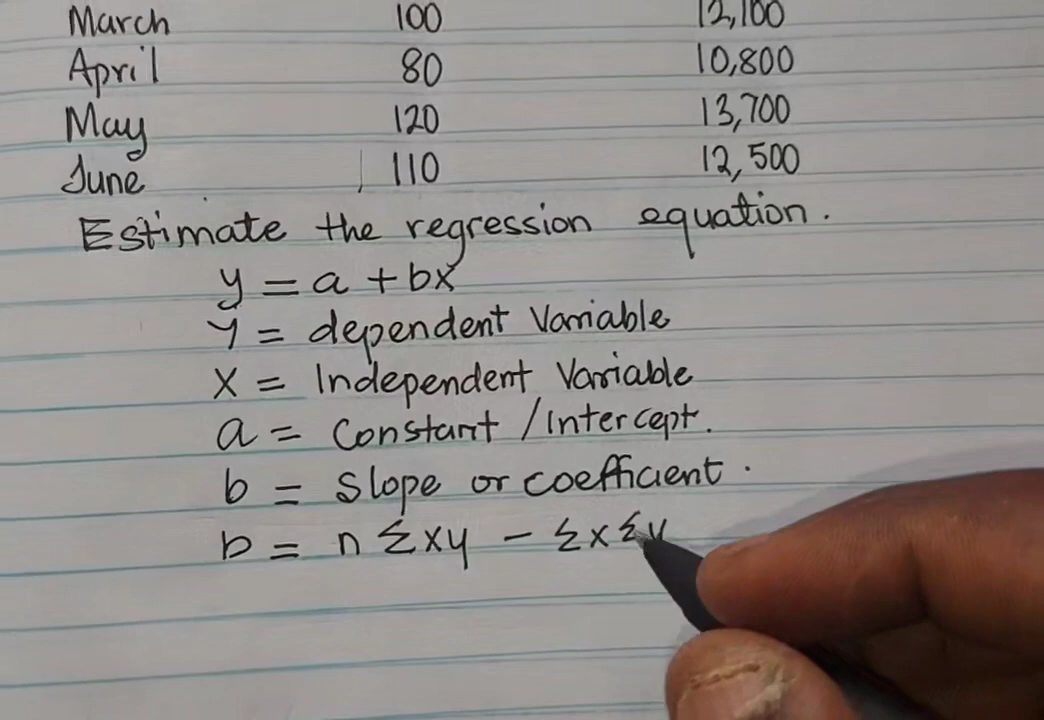 March 100 12,100
April 80 10,800
May 120 13,700
June 110 12,500
Estimate the regression equation.
y = a + bx
Y = dependent Variable
X = Independent Variable
a = Constant / Intercept.
b = Slope or coefficient.
b = n Σxy - ΣxΣy